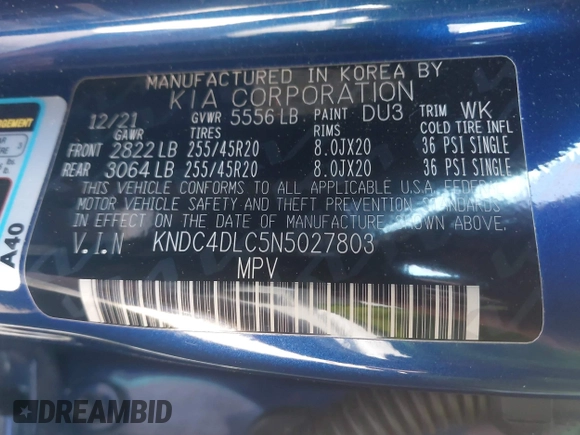 MANUFACTURED IN KOREA BY
KIA CORPORATION
12/21 GVWR 5556 LB PAINT DU3 TRIM WK
GAWR TIRES RIMS COLD TIRE INFL
FRONT 2822 LB 255/45R20 8.0JX20 36 PSI SINGLE
REAR 3064 LB 255/45R20 8.0JX20 36 PSI SINGLE
THIS VEHICLE CONFORMS TO ALL APPLICABLE U.S.A. FEDERAL
MOTOR VEHICLE SAFETY AND THEFT PREVENTION STANDARDS
IN EFFECT ON THE DATE OF MANUFACTURE SHOWN ABOVE.
V.I.N KNDC4DLC5N5027803
MPV
A40
DREAMBID